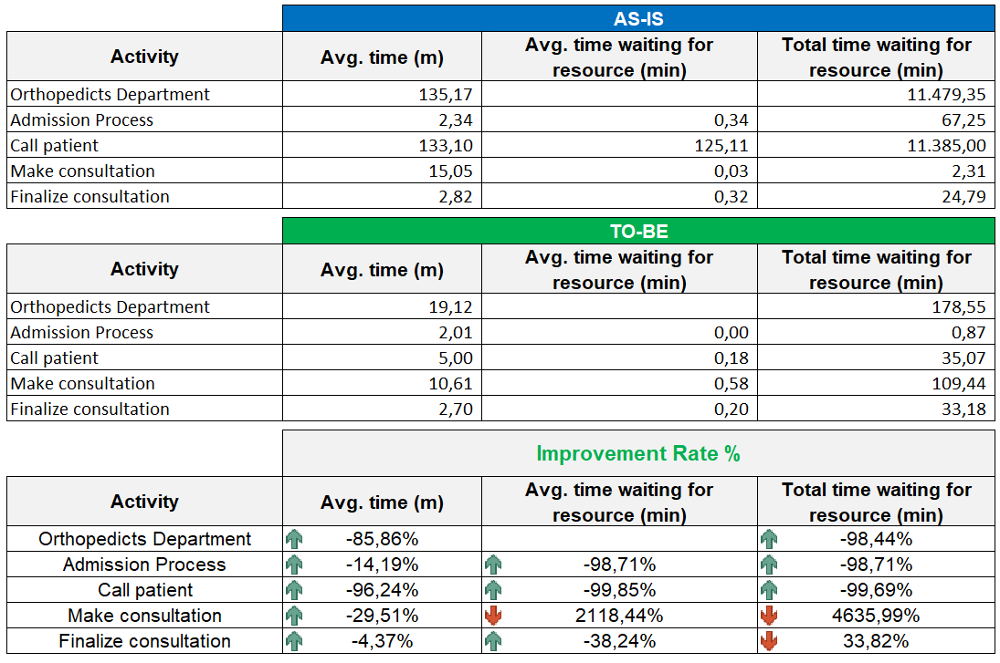 AS-IS
Activity Avg. time (m) Avg. time waiting for resource (min) Total time waiting for resource (min)
Orthopedicts Department 135,17 11.479,35
Admission Process 2,34 0,34 67,25
Call patient 133,10 125,11 11.385,00
Make consultation 15,05 0,03 2,31
Finalize consultation 2,82 0,32 24,79
TO-BE
Activity Avg. time (m) Avg. time waiting for resource (min) Total time waiting for resource (min)
Orthopedicts Department 19,12 178,55
Admission Process 2,01 0,00 0,87
Call patient 5,00 0,18 35,07
Make consultation 10,61 0,58 109,44
Finalize consultation 2,70 0,20 33,18
Improvement Rate %
Activity Avg. time (m) Avg. time waiting for resource (min) Total time waiting for resource (min)
Orthopedicts Department -85,86% -98,44%
Admission Process -14,19% -98,71% -98,71%
Call patient -96,24% -99,85% -99,69%
Make consultation -29,51% 2118,44% 4635,99%
Finalize consultation -4,37% -38,24% 33,82%